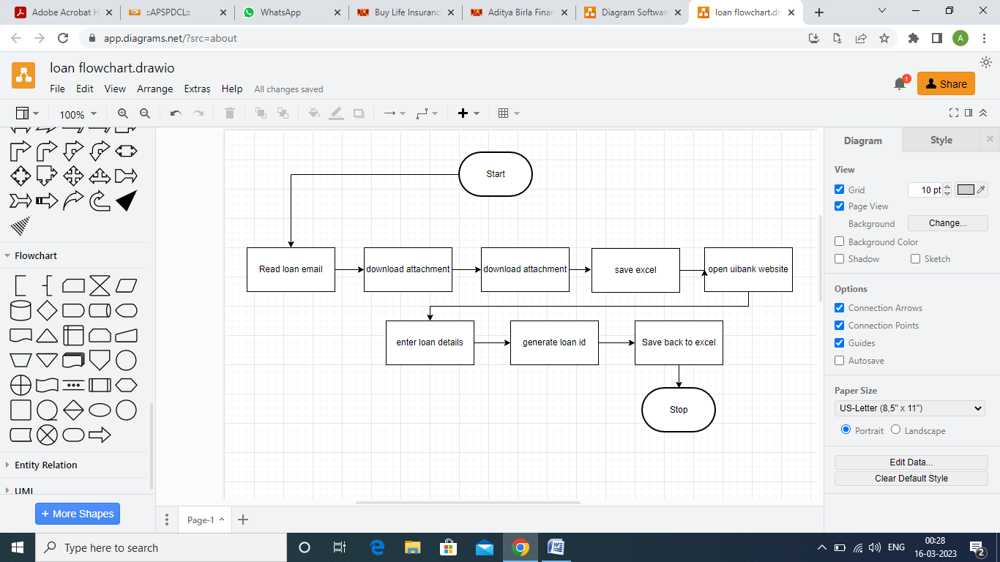 Adobe Acrobat H
::APSPDCL::
WhatsApp
Buy Life Insuranc
Aditya Birla Finan
Diagram Software
loan flowchart.dr
app.diagrams.net/?src=about
A
loan flowchart.drawio
File Edit View Arrange Extras Help All changes saved
1
Share
100%
Flowchart
Entity Relation
UML
+ More Shapes
Start
Read loan email
download attachment
download attachment
save excel
open uibank website
enter loan details
generate loan id
Save back to excel
Stop
Page-1
Diagram
Style
View
Grid
10 pt
Page View
Background
Change...
Background Color
Shadow
Sketch
Options
Connection Arrows
Connection Points
Guides
Autosave
Paper Size
US-Letter (8,5" x 11")
Portrait
Landscape
Edit Data...
Clear Default Style
Type here to search
ENG
00:28
16-03-2023
2